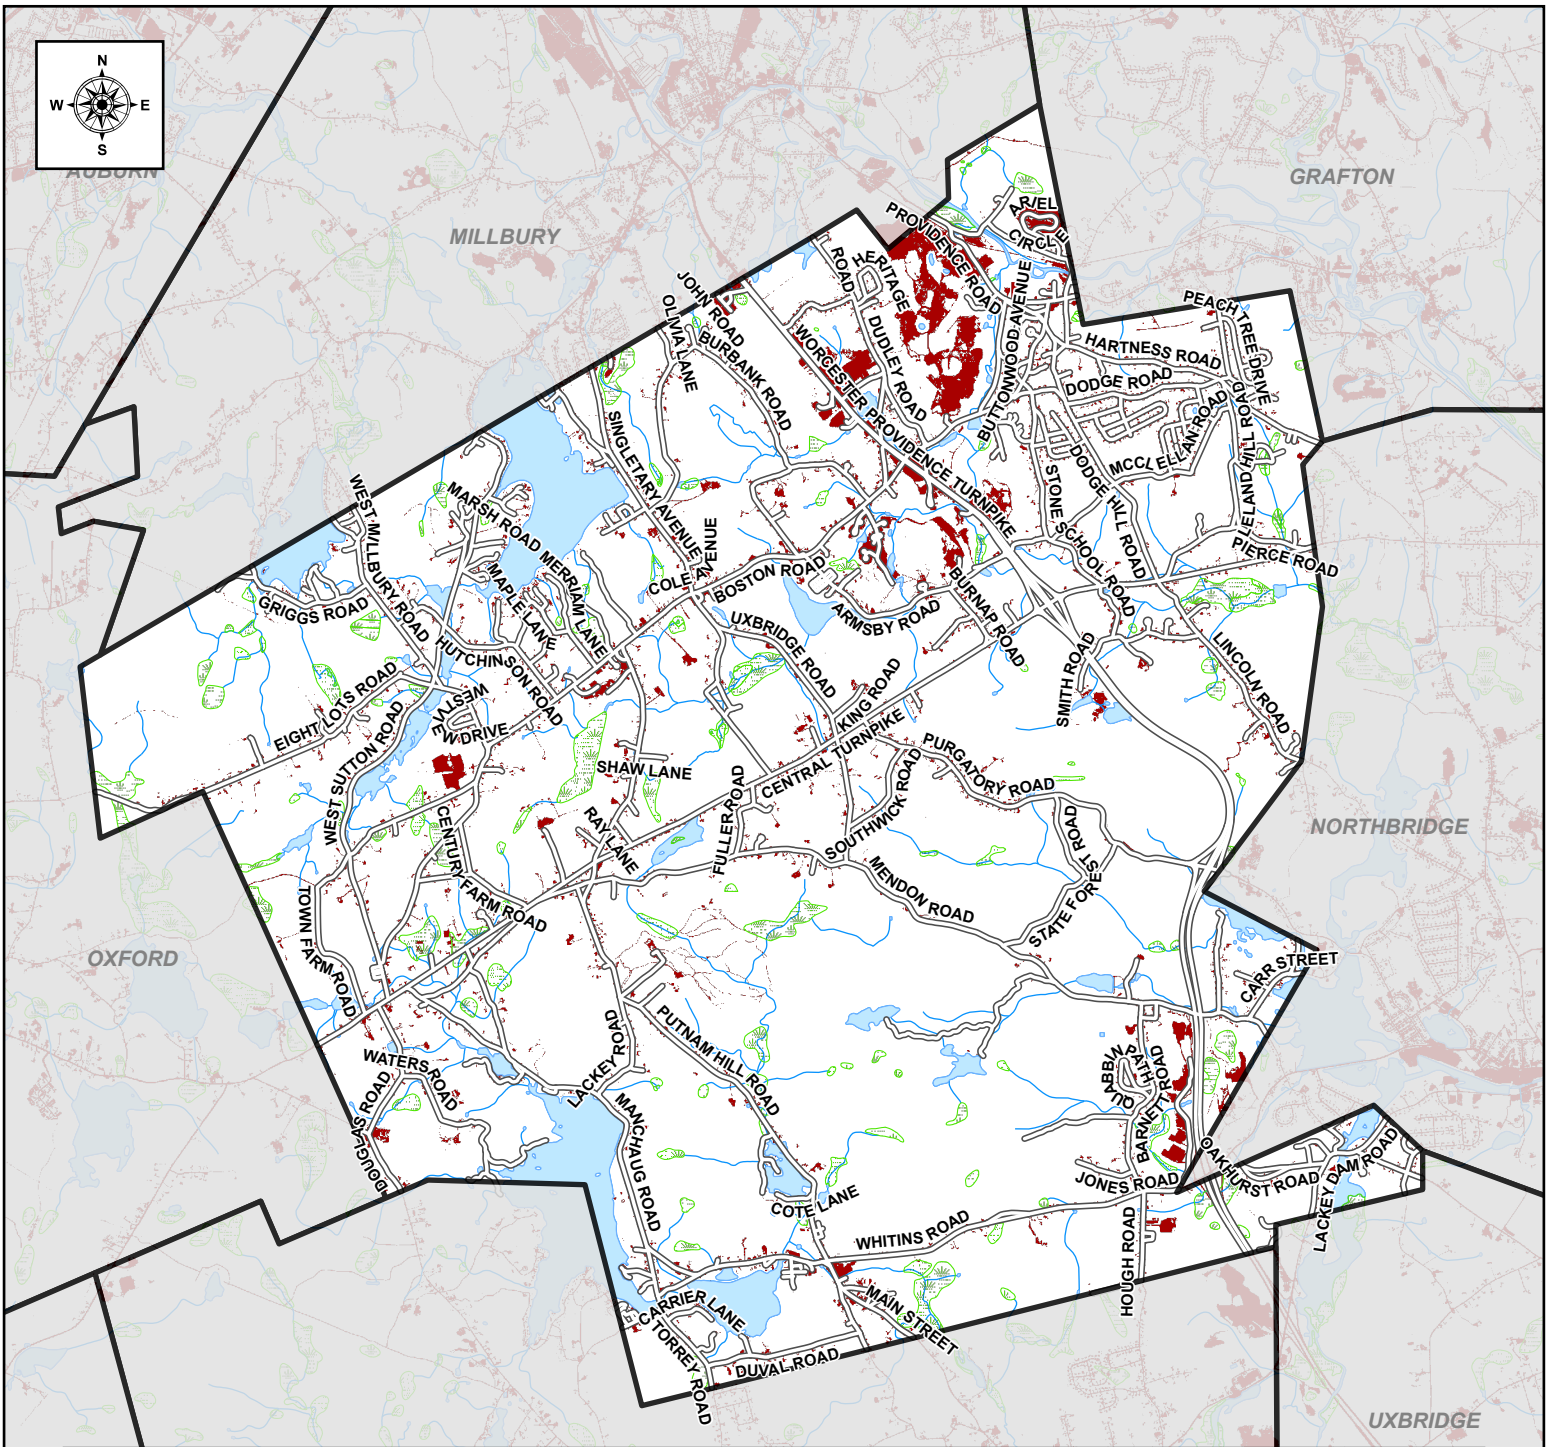 N
W E
S
AUBURN
MILLBURY
GRAFTON
ARIEL
CIRCLE
PROVIDENCE ROAD
HERITAGE
ROAD
JOHN ROAD
OLIVIA LANE
BURBANK ROAD
DUDLEY ROAD
BUTTONWOOD AVENUE
PEACH TREE DRIVE
HARTNESS ROAD
DODGE ROAD
WORCESTER PROVIDENCE TURNPIKE
SINGLETARY AVENUE
MCCLELLAN ROAD
LELAND HILL ROAD
DODGE HILL ROAD
STONE SCHOOL ROAD
PIERCE ROAD
WEST MILLBURY ROAD
MARSH ROAD
MERRIAM LANE
MAPLE LANE
COLE AVENUE
BOSTON ROAD
GRIGGS ROAD
ARMSBY ROAD
BURNAP ROAD
UXBRIDGE ROAD
HUTCHINSON ROAD
LINCOLN ROAD
SMITH ROAD
EIGHT LOTS ROAD
WESTVIEW DRIVE
KING ROAD
WEST SUTTON ROAD
SHAW LANE
CENTRAL TURNPIKE
PURGATORY ROAD
SOUTHWICK ROAD
FULLER ROAD
RAY LANE
CENTURY FARM ROAD
STATE FOREST ROAD
MENDON ROAD
NORTHBRIDGE
TOWN FARM ROAD
OXFORD
CARR STREET
PUTNAM HILL ROAD
LACKEY ROAD
WATERS ROAD
DOUGLAS ROAD
QUABBIN PATH
BARNETT ROAD
MANCHAUG ROAD
OAKHURST ROAD
LACKEY DAM ROAD
JONES ROAD
COTE LANE
WHITINS ROAD
HOUGH ROAD
CARRIER LANE
MAIN STREET
TORREY ROAD
DUVAL ROAD
UXBRIDGE